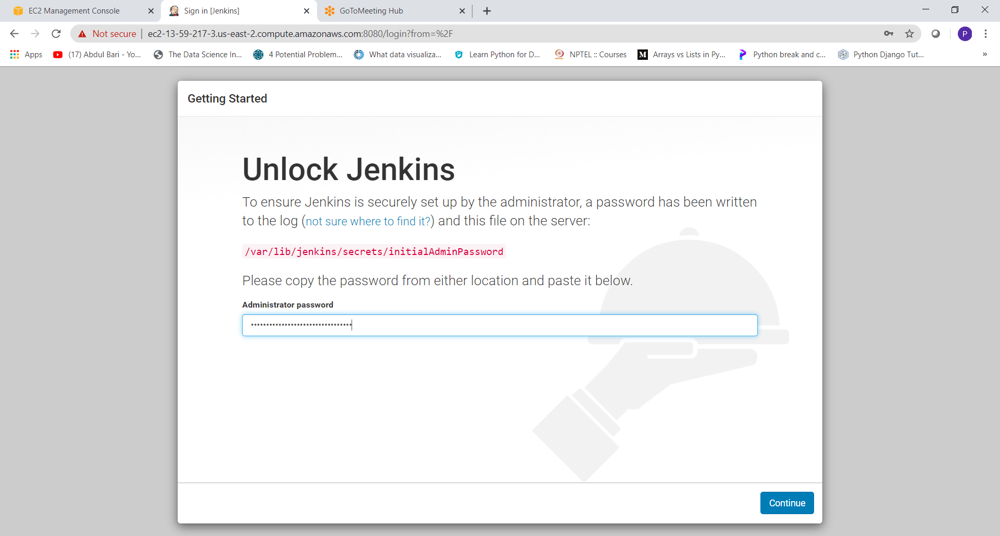 EC2 Management Console
Sign in [Jenkins]
GoToMeeting Hub
Not secure
ec2-13-59-217-3.us-east-2.compute.amazonaws.com:8080/login?from=%2F
P
Apps
(17) Abdul Bari - Yo...
The Data Science In...
4 Potential Problem...
What data visualiza...
Learn Python for D...
NPTEL :: Courses
M
Arrays vs Lists in Py...
Python break and c...
Python Django Tut...
»
Getting Started
Unlock Jenkins
To ensure Jenkins is securely set up by the administrator, a password has been written
to the log (not sure where to find it?) and this file on the server:
/var/lib/jenkins/secrets/initialAdminPassword
Please copy the password from either location and paste it below.
Administrator password
Continue